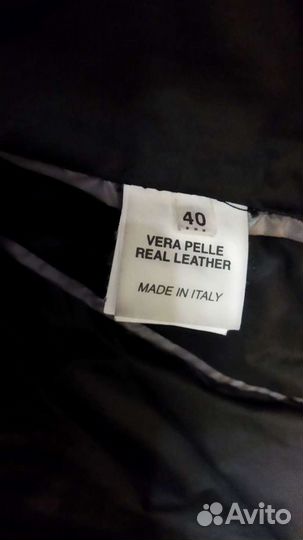 40
VERA PELLE
REAL LEATHER
MADE IN ITALY
Avito